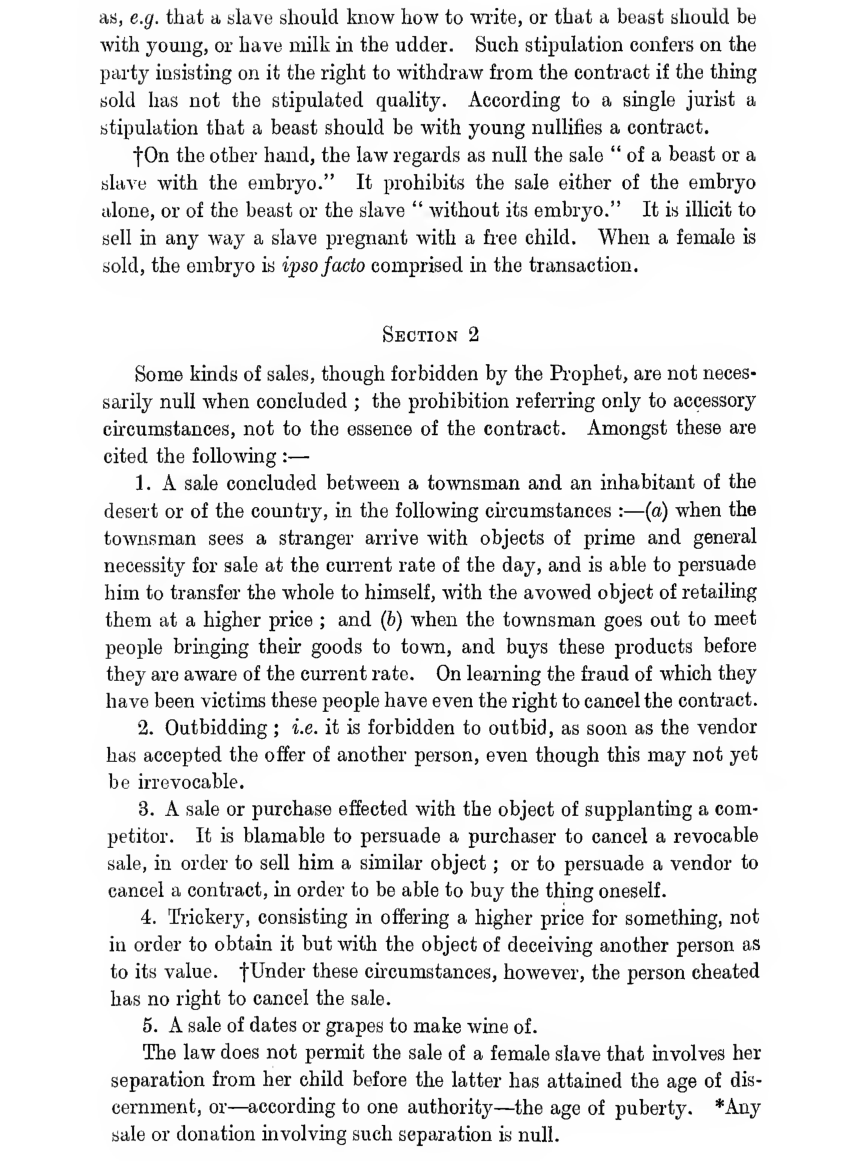 as, e.g. that a slave should know how to write, or that a beast should be
with young, or have milk in the udder. Such stipulation confers on the
party insisting on it the right to withdraw from the contract if the thing
sold has not the stipulated quality. According to a single jurist a
stipulation that a beast should be with young nullifies a contract.
†On the other hand, the law regards as null the sale “ of a beast or a
slave with the embryo.” It prohibits the sale either of the embryo
alone, or of the beast or the slave “ without its embryo.” It is illicit to
sell in any way a slave pregnant with a free child. When a female is
sold, the embryo is ipso facto comprised in the transaction.
SECTION 2
Some kinds of sales, though forbidden by the Prophet, are not neces-
sarily null when concluded ; the prohibition referring only to accessory
circumstances, not to the essence of the contract. Amongst these are
cited the following :—
1. A sale concluded between a townsman and an inhabitant of the
desert or of the country, in the following circumstances :—(a) when the
townsman sees a stranger arrive with objects of prime and general
necessity for sale at the current rate of the day, and is able to persuade
him to transfer the whole to himself, with the avowed object of retailing
them at a higher price ; and (b) when the townsman goes out to meet
people bringing their goods to town, and buys these products before
they are aware of the current rate. On learning the fraud of which they
have been victims these people have even the right to cancel the contract.
2. Outbidding ; i.e. it is forbidden to outbid, as soon as the vendor
has accepted the offer of another person, even though this may not yet
be irrevocable.
3. A sale or purchase effected with the object of supplanting a com-
petitor. It is blamable to persuade a purchaser to cancel a revocable
sale, in order to sell him a similar object ; or to persuade a vendor to
cancel a contract, in order to be able to buy the thing oneself.
4. Trickery, consisting in offering a higher price for something, not
in order to obtain it but with the object of deceiving another person as
to its value. †Under these circumstances, however, the person cheated
has no right to cancel the sale.
5. A sale of dates or grapes to make wine of.
The law does not permit the sale of a female slave that involves her
separation from her child before the latter has attained the age of dis-
cernment, or—according to one authority—the age of puberty. *Any
sale or donation involving such separation is null.